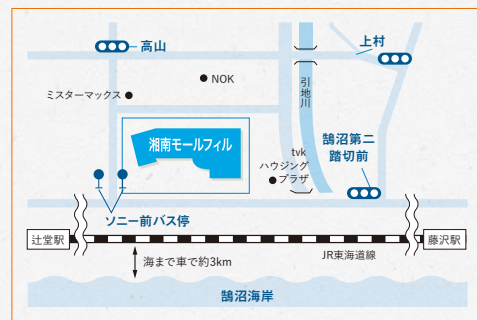 高山
上村
NOK
ミスターマックス
引地川
湘南モールフィル
鵠沼第二
踏切前
tvk
ハウジング
プラザ
ソニー前バス停
辻堂駅
藤沢駅
JR東海道線
海まで車で約3km
鵠沼海岸